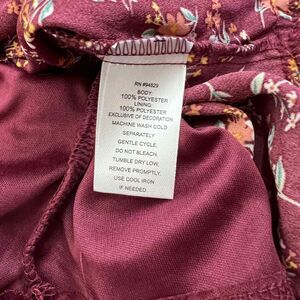 RN #94829
BODY:
100% POLYESTER
LINING:
100% POLYESTER
EXCLUSIVE OF DECORATION
MACHINE WASH COLD
SEPARATELY
GENTLE CYCLE,
DO NOT BLEACH,
TUMBLE DRY LOW,
REMOVE PROMPTLY,
USE COOL IRON
IF NEEDED.